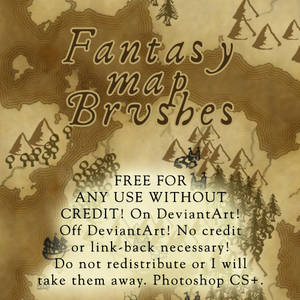 Fantasy
map
Brvshes
FREE FOR
ANY USE WITHOUT
CREDIT! On DeviantArt!
Off DeviantArt! No credit
or link-back necessary!
Do not redistribute or I will
take them away. Photoshop CS+.